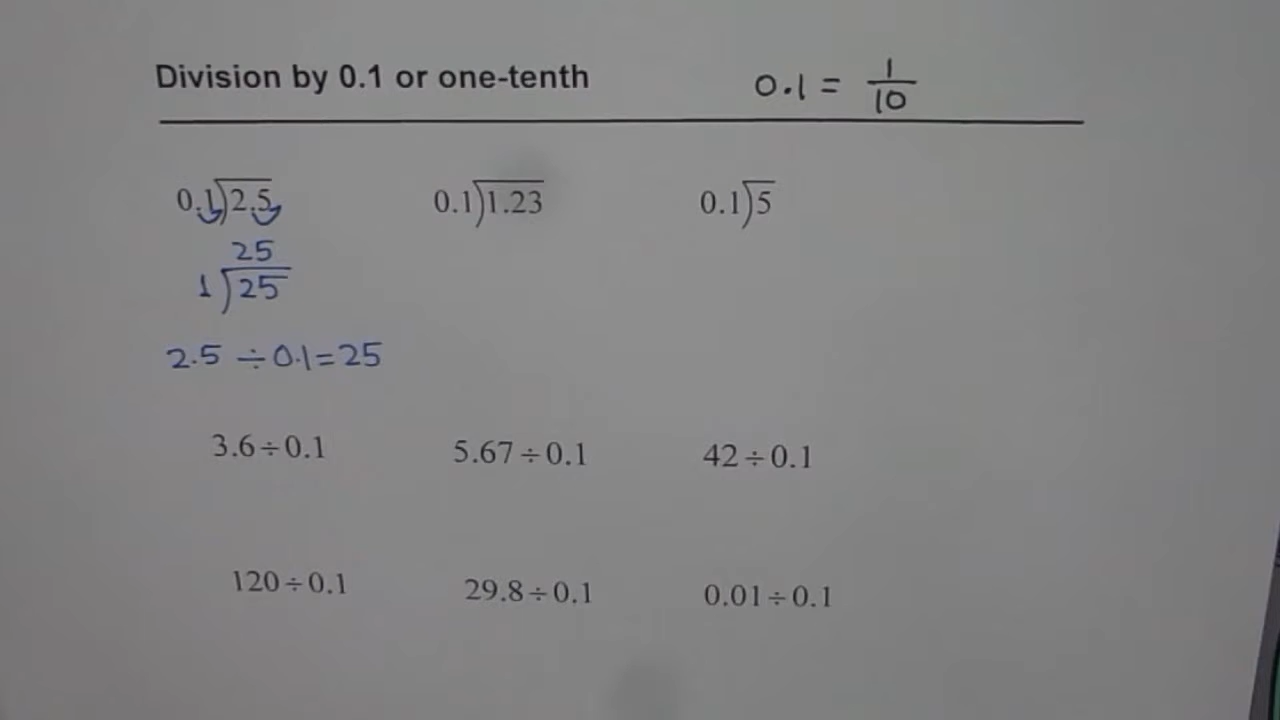 Division by 0.1 or one-tenth 0.1 = 1/10
0.1)2.5 0.1)1.23 0.1)5
25
1)25
2.5 ÷ 0.1 = 25
3.6 ÷ 0.1 5.67 ÷ 0.1 42 ÷ 0.1
120 ÷ 0.1 29.8 ÷ 0.1 0.01 ÷ 0.1